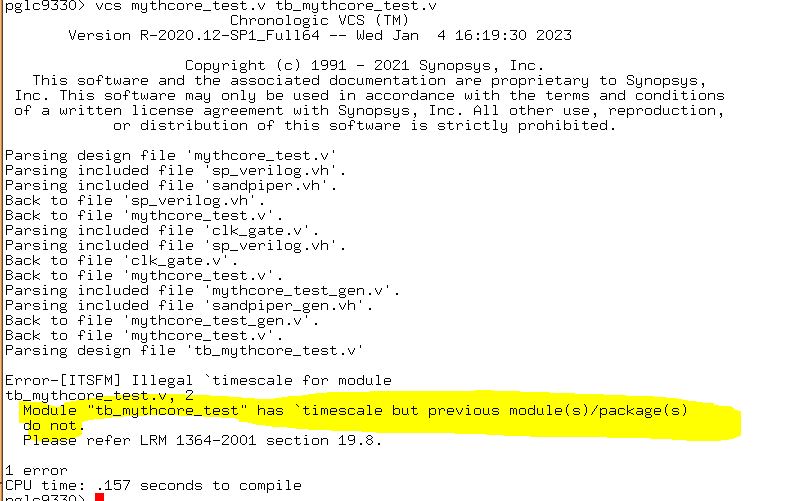 pglc9330> vcs mythcore_test.v tb_mythcore_test.v
Chronologic VCS (TM)
Version R-2020.12-SP1_Full64 -- Wed Jan  4 16:19:30 2023
Copyright (c) 1991 - 2021 Synopsys, Inc.
This software and the associated documentation are proprietary to Synopsys,
Inc. This software may only be used in accordance with the terms and conditions
of a written license agreement with Synopsys, Inc. All other use, reproduction,
or distribution of this software is strictly prohibited.
Parsing design file 'mythcore_test.v'
Parsing included file 'sp_verilog.vh'.
Parsing included file 'sandpiper.vh'.
Back to file 'sp_verilog.vh'.
Back to file 'mythcore_test.v'.
Parsing included file 'clk_gate.v'.
Parsing included file 'sp_verilog.vh'.
Back to file 'clk_gate.v'.
Back to file 'mythcore_test.v'.
Parsing included file 'mythcore_test_gen.v'.
Parsing included file 'sandpiper_gen.vh'.
Back to file 'mythcore_test_gen.v'.
Back to file 'mythcore_test.v'.
Parsing design file 'tb_mythcore_test.v'
Error-[ITSFM] Illegal `timescale for module
tb_mythcore_test.v, 2
Module "tb_mythcore_test" has `timescale but previous module(s)/package(s)
do not.
Please refer LRM 1364-2001 section 19.8.
1 error
CPU time: .157 seconds to compile
pglc9330>